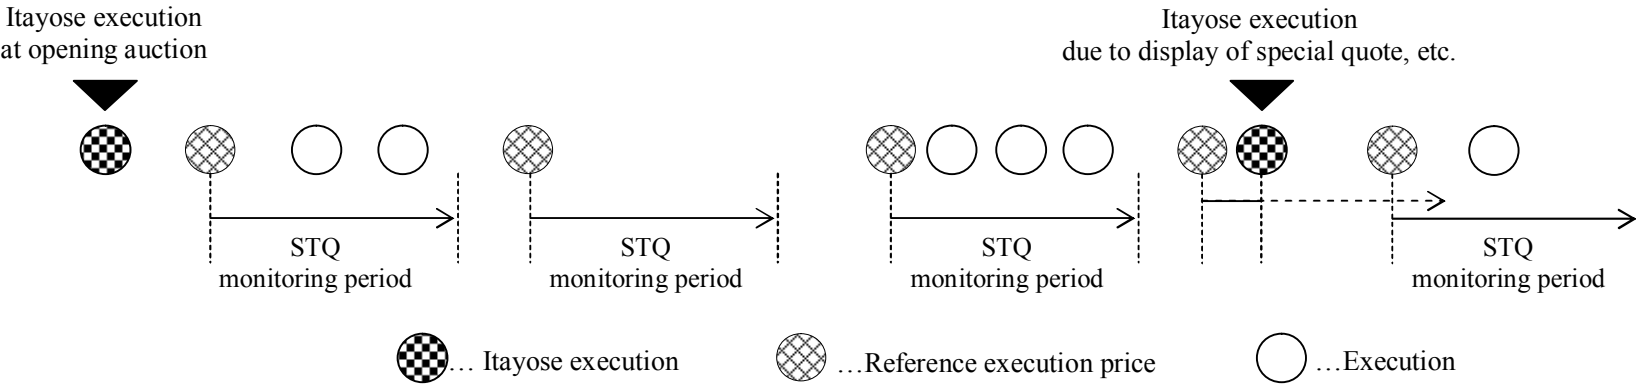 Itayose execution
at opening auction
Itayose execution
due to display of special quote, etc.
STQ
monitoring period
STQ
monitoring period
STQ
monitoring period
STQ
monitoring period
… Itayose execution
…Reference execution price
…Execution